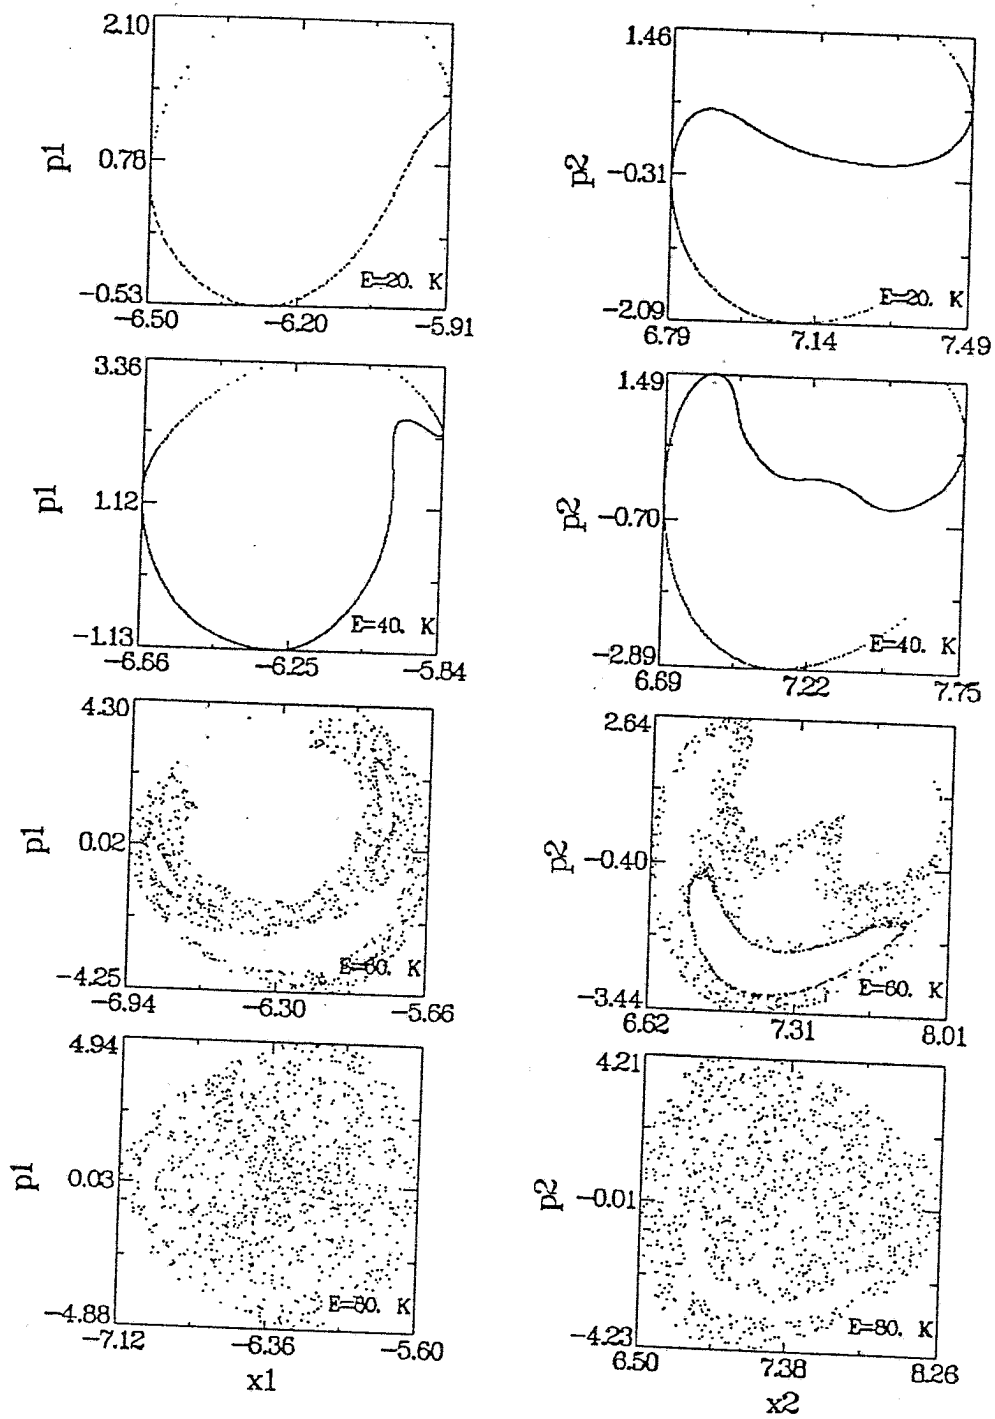 2.10
p1
0.78
-0.53
E=20. K
-6.50
-6.20
-5.91
1.46
p2
-0.31
-2.09
E=20. K
6.79
7.14
7.49
3.36
p1
1.12
-1.13
E=40. K
-6.66
-6.25
-5.84
1.49
p2
-0.70
-2.89
E=40. K
6.69
7.22
7.75
4.30
p1
0.02
-4.25
E=60. K
-6.94
-6.30
-5.66
2.64
p2
-0.40
-3.44
E=60. K
6.62
7.31
8.01
4.94
p1
0.03
-4.88
E=80. K
-7.12
-6.36
-5.60
x1
4.21
p2
-0.01
-4.23
E=80. K
6.50
7.38
8.26
x2